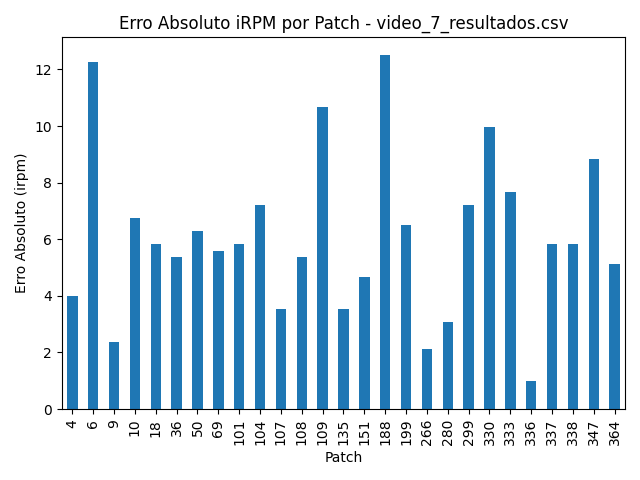 Erro Absoluto iRPM por Patch - video_7_resultados.csv
Erro Absoluto (irpm)
12
10
8
6
4
2
0
4 6 9 10 18 36 50 69 101 104 107 108 109 135 151 188 199 266 280 299 330 333 336 337 338 347 364
Patch